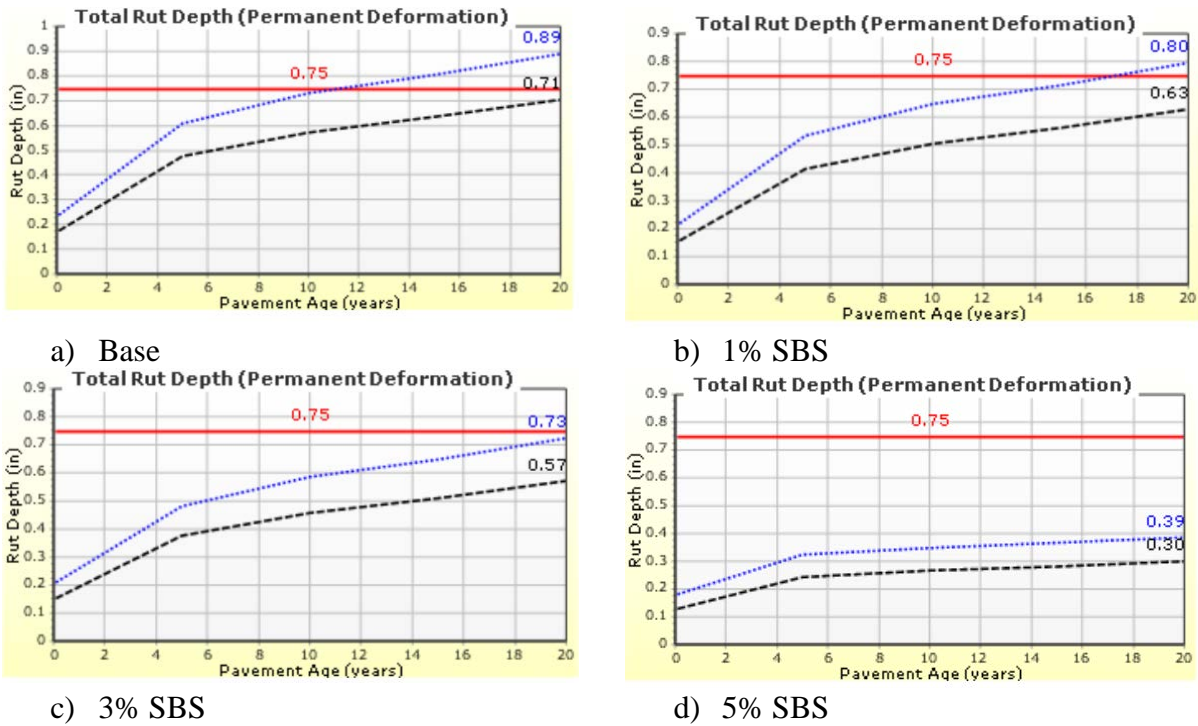 Total Rut Depth (Permanent Deformation)
1
0.9
0.8
0.7
0.6
0.5
0.4
0.3
0.2
0.1
0
Rut Depth (in)
0.89
0.75
0.71
0 2 4 6 8 10 12 14 16 18 20
Pavement Age (years)
a) Base
Total Rut Depth (Permanent Deformation)
0.9
0.8
0.7
0.6
0.5
0.4
0.3
0.2
0.1
0
Rut Depth (in)
0.80
0.75
0.63
0 2 4 6 8 10 12 14 16 18 20
Pavement Age (years)
b) 1% SBS
Total Rut Depth (Permanent Deformation)
0.9
0.8
0.7
0.6
0.5
0.4
0.3
0.2
0.1
0
Rut Depth (in)
0.75
0.73
0.57
0 2 4 6 8 10 12 14 16 18 20
Pavement Age (years)
c) 3% SBS
Total Rut Depth (Permanent Deformation)
0.9
0.8
0.7
0.6
0.5
0.4
0.3
0.2
0.1
0
Rut Depth (in)
0.75
0.39
0.30
0 2 4 6 8 10 12 14 16 18 20
Pavement Age (years)
d) 5% SBS